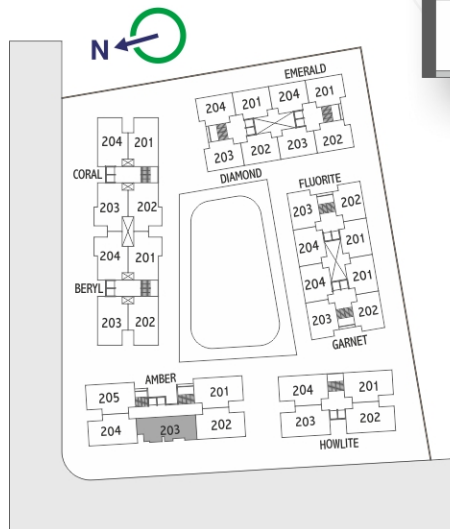 N
EMERALD
204 201 204 201
203 202 203 202
DIAMOND
204 201
CORAL
203 202
204 201
BERYL
203 202
FLUORITE
203 202
204 201
204 201
203 202
GARNET
AMBER
205 201
204 203 202
204 201
203 202
HOWLITE